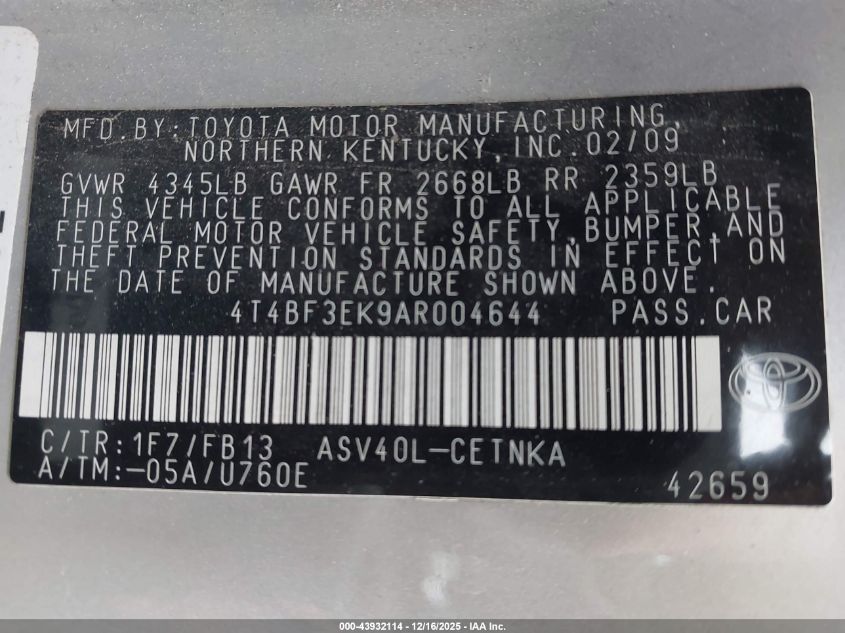 MFD.BY:TOYOTA MOTOR MANUFACTURING,
NORTHERN KENTUCKY,INC.02/09
GVWR 4345LB GAWR FR 2668LB RR 2359LB
THIS VEHICLE CONFORMS TO ALL APPLICABLE
FEDERAL MOTOR VEHICLE SAFETY,BUMPER,AND
THEFT PREVENTION STANDARDS IN EFFECT ON
THE DATE OF MANUFACTURE SHOWN ABOVE.
4T4BF3EK9AR004644 PASS.CAR
C/TR:1F7/FB13 ASV40L-CETNKA
A/TM:-05A/U760E
42659
000-43932114 - 12/16/2025 - IAA Inc.